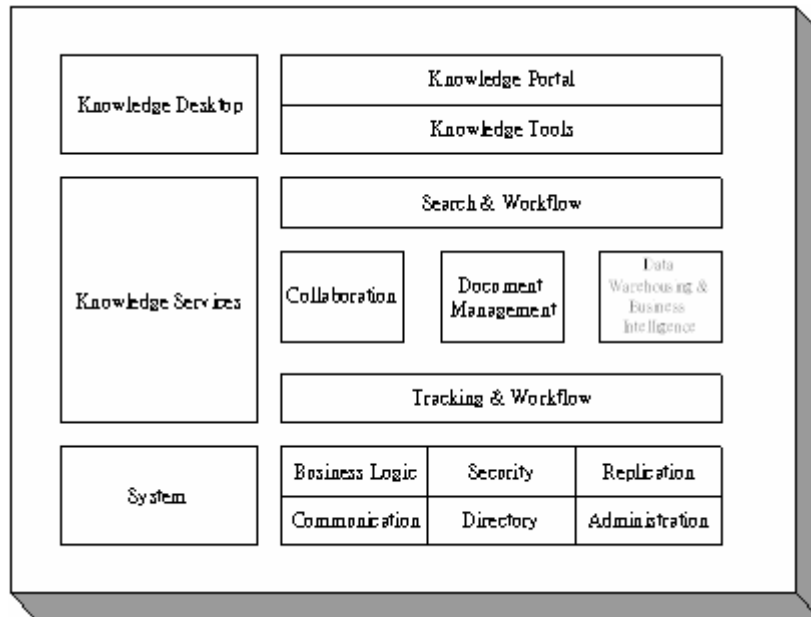 Knowledge Desktop
Knowledge Portal
Knowledge Tools
Knowledge Services
Search & Workflow
Collaboration
Document
Management
Data
Warehousing &
Business
Intelligence
Tracking & Workflow
System
Business Logic
Security
Replication
Communication
Directory
Administration